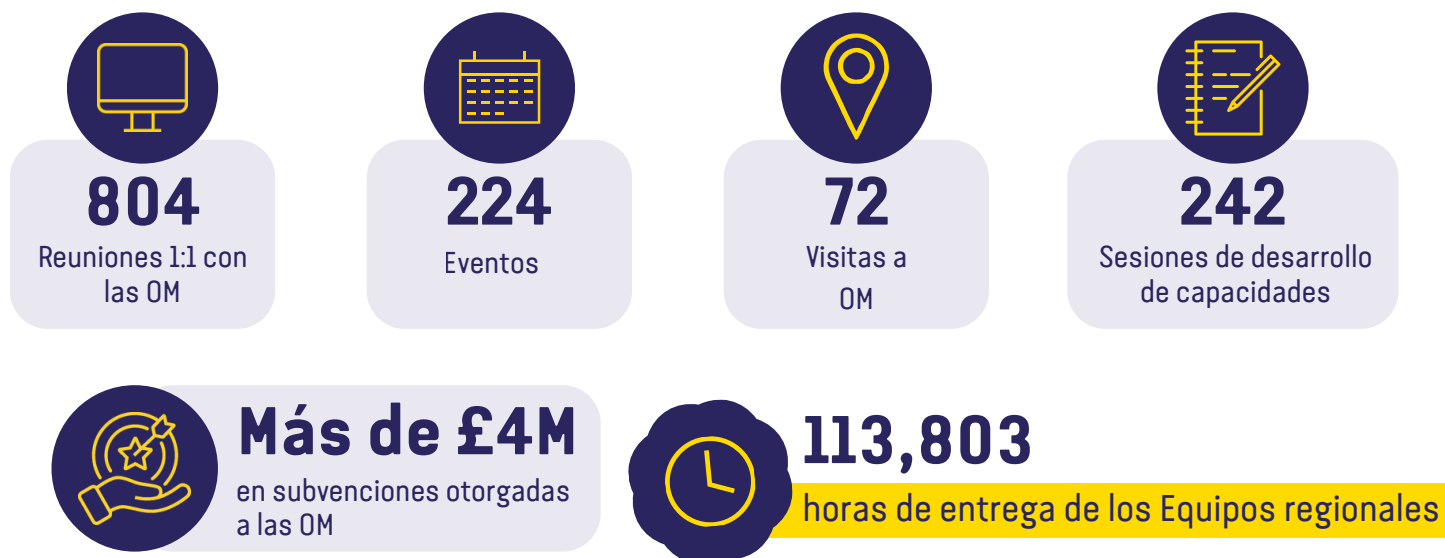 804
Reuniones 1:1 con
las OM
224
Eventos
72
Visitas a
OM
242
Sesiones de desarrollo
de capacidades
Más de £4M
en subvenciones otorgadas
a las OM
113,803
horas de entrega de los Equipos regionales